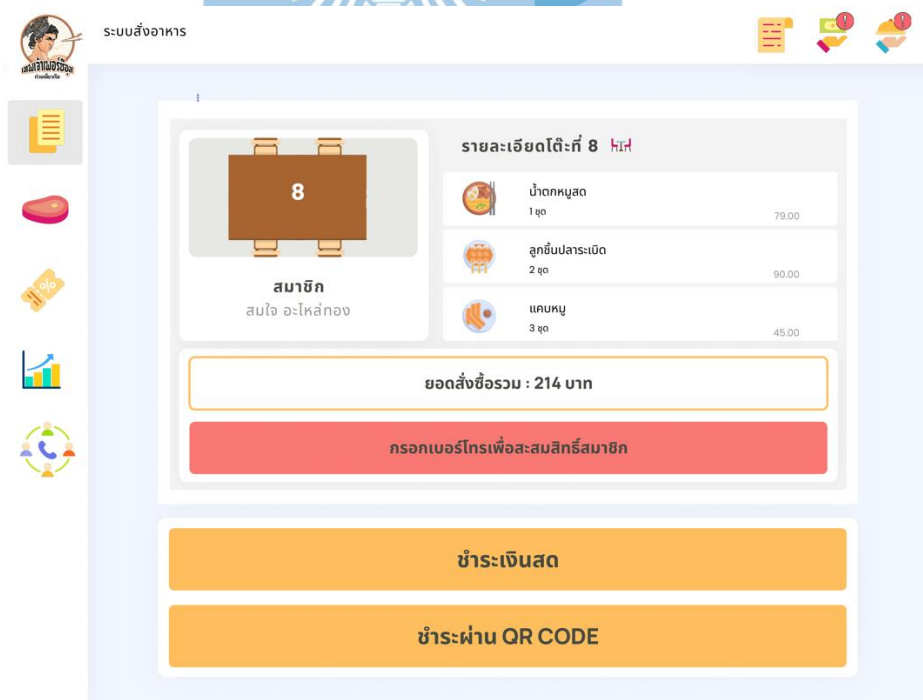 ระบบสั่งอาหาร
8
สมาชิก
สมใจ อะไหล่ทอง
รายละเอียดโต๊ะที่ 8
น้ำตกหมูสด
1 ชุด
79.00
ลูกชิ้นปลาระเบิด
2 ชุด
90.00
แคบหมู
3 ชุด
45.00
ยอดสั่งซื้อรวม : 214 บาท
กรอกเบอร์โทรเพื่อสะสมสิทธิ์สมาชิก
ชำระเงินสด
ชำระผ่าน QR CODE